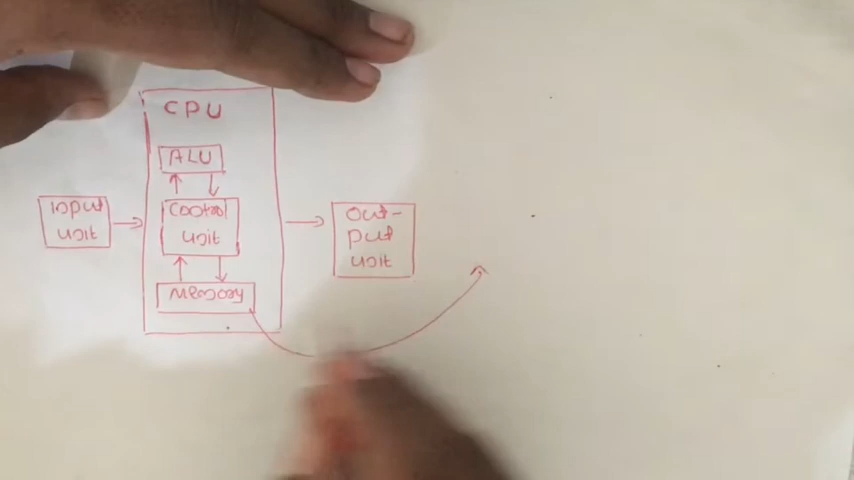 CPU
ALU
Input
unit
Control
unit
Out-
put
unit
Memory